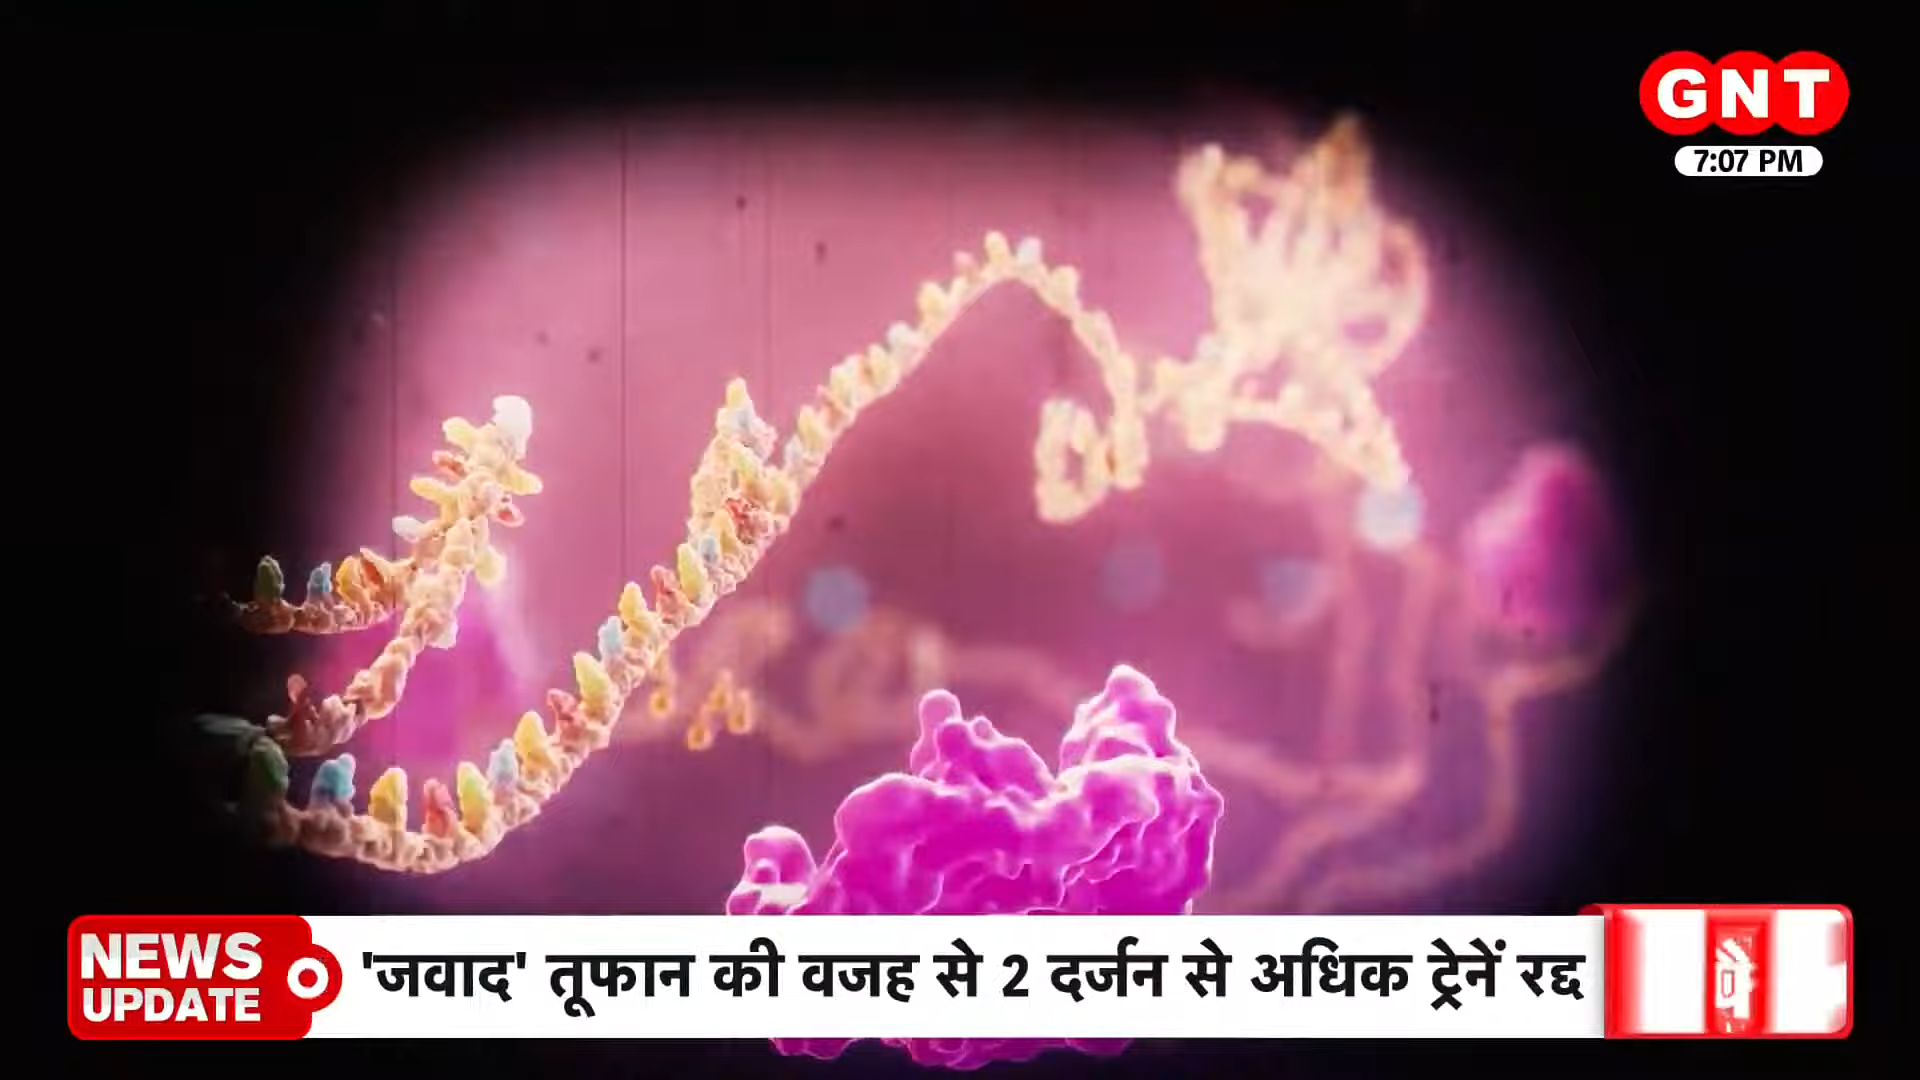 GNT
7:07 PM
NEWS
UPDATE
'जवाद' तूफान की वजह से 2 दर्जन से अधिक ट्रेनें रद्द